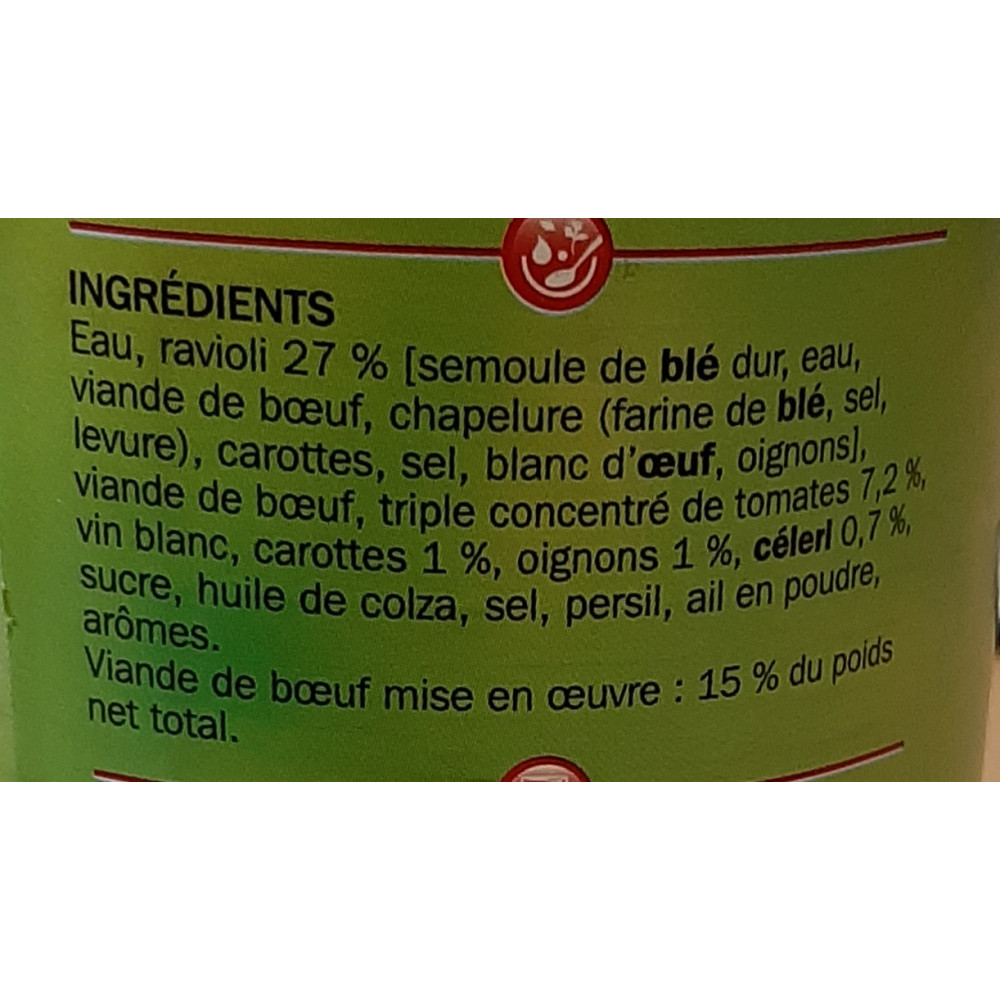 INGRÉDIENTS
Eau, ravioli 27 % [semoule de blé dur, eau,
viande de bœuf, chapelure (farine de blé, sel,
levure), carottes, sel, blanc d'œuf, oignons],
viande de bœuf, triple concentré de tomates 7,2 %,
vin blanc, carottes 1 %, oignons 1 %, célerI 0,7 %,
sucre, huile de colza, sel, persil, ail en poudre,
arômes.
Viande de bœuf mise en œuvre : 15 % du poids
net total.